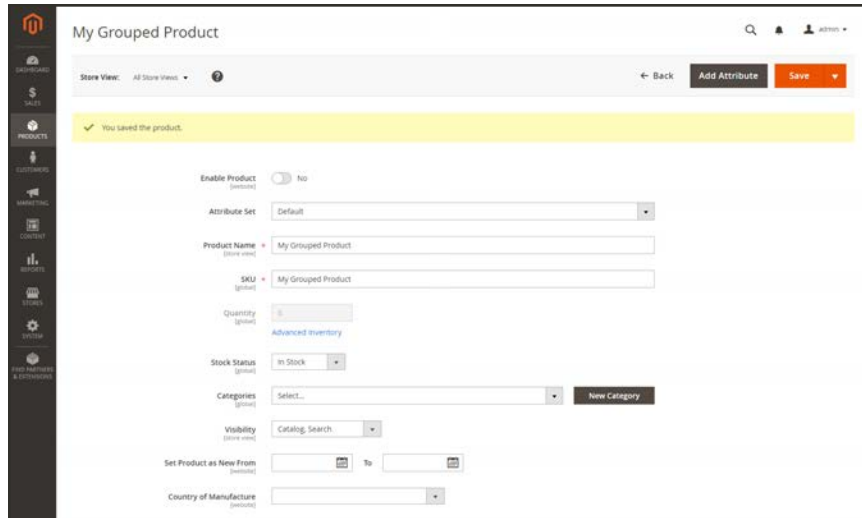 My Grouped Product
admin
DASHBOARD
SALES
PRODUCTS
CUSTOMERS
MARKETING
CONTENT
REPORTS
STORES
SYSTEM
FIND PARTNERS
& EXTENSIONS
Store View: All Store Views
? ← Back Add Attribute Save
You saved the product.
Enable Product No
[website]
Attribute Set Default
Product Name * My Grouped Product
[store view]
SKU * My Grouped Product
[global]
Quantity
[global]
Advanced Inventory
Stock Status In Stock
[global]
Categories Select... New Category
[global]
Visibility Catalog, Search
[store view]
Set Product as New From To
[website]
Country of Manufacture
[website]